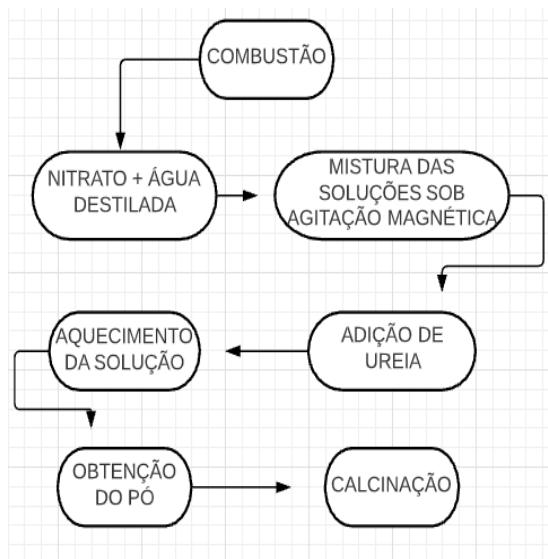 COMBUSTÃO
NITRATO + ÁGUA
DESTILADA
MISTURA DAS
SOLUÇÕES SOB
AGITAÇÃO MAGNÉTICA
ADIÇÃO DE
UREIA
AQUECIMENTO
DA SOLUÇÃO
OBTENÇÃO
DO PÓ
CALCINAÇÃO